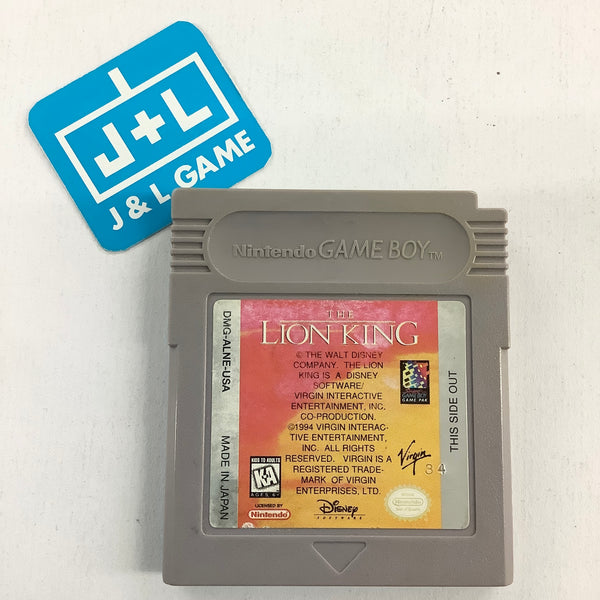 J+L
J & L GAME
Nintendo GAME BOY TM
THE
LION KING
© THE WALT DISNEY
COMPANY. THE LION
KING IS A DISNEY
SOFTWARE/
VIRGIN INTERACTIVE
ENTERTAINMENT, INC.
CO-PRODUCTION.
©1994 VIRGIN INTERAC-
TIVE ENTERTAINMENT,
INC. ALL RIGHTS
RESERVED. VIRGIN IS A
REGISTERED TRADE-
MARK OF VIRGIN
ENTERPRISES, LTD.
DMG-ALNE-USA
MADE IN JAPAN
KIDS TO ADULTS
K-A
AGES 6+
LICENSED BY
Nintendo
Disney
SOFTWARE
GAME BOY
GAME PAK
Virgin
34
THIS SIDE OUT